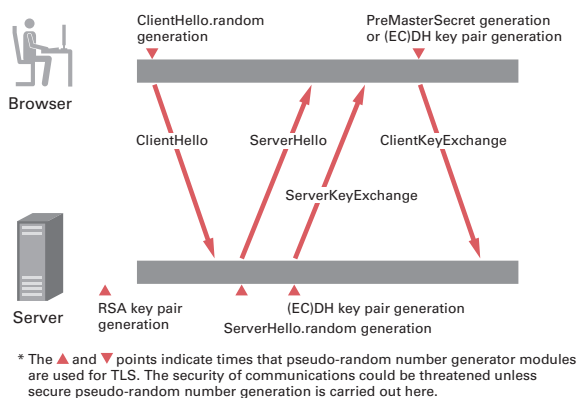 ClientHello.random
generation
PreMasterSecret generation
or (EC)DH key pair generation
Browser
ClientHello
ServerHello
ClientKeyExchange
ServerKeyExchange
Server
RSA key pair
generation
(EC)DH key pair generation
ServerHello.random generation
* The ▲ and ▼ points indicate times that pseudo-random number generator modules
are used for TLS. The security of communications could be threatened unless
secure pseudo-random number generation is carried out here.